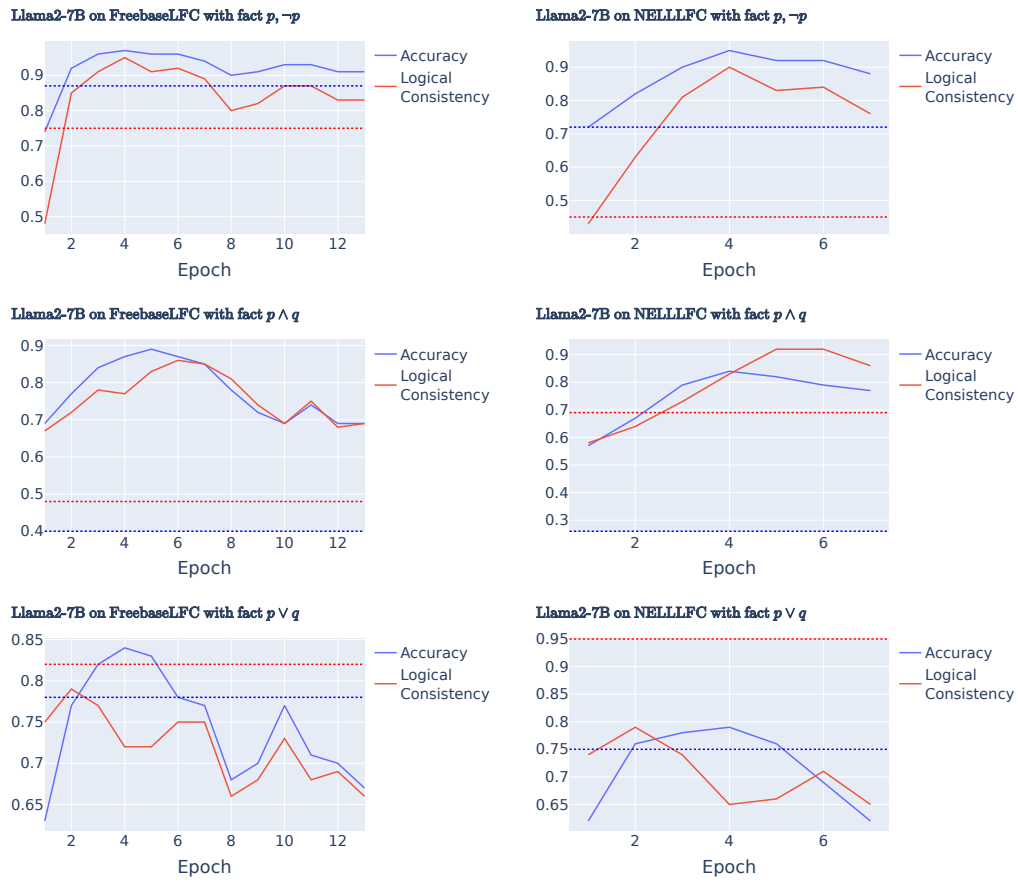 Llama2-7B on FreebaseLFC with fact p, ¬p
0.9
0.8
0.7
0.6
0.5
2 4 6 8 10 12
Epoch
Accuracy
Logical
Consistency
Llama2-7B on NELLLFC with fact p, ¬p
0.9
0.8
0.7
0.6
0.5
2 4 6
Epoch
Accuracy
Logical
Consistency
Llama2-7B on FreebaseLFC with fact p ∧ q
0.9
0.8
0.7
0.6
0.5
0.4
2 4 6 8 10 12
Epoch
Accuracy
Logical
Consistency
Llama2-7B on NELLLFC with fact p ∧ q
0.9
0.8
0.7
0.6
0.5
0.4
0.3
2 4 6
Epoch
Accuracy
Logical
Consistency
Llama2-7B on FreebaseLFC with fact p ∨ q
0.85
0.8
0.75
0.7
0.65
2 4 6 8 10 12
Epoch
Accuracy
Logical
Consistency
Llama2-7B on NELLLFC with fact p ∨ q
0.95
0.9
0.85
0.8
0.75
0.7
0.65
2 4 6
Epoch
Accuracy
Logical
Consistency